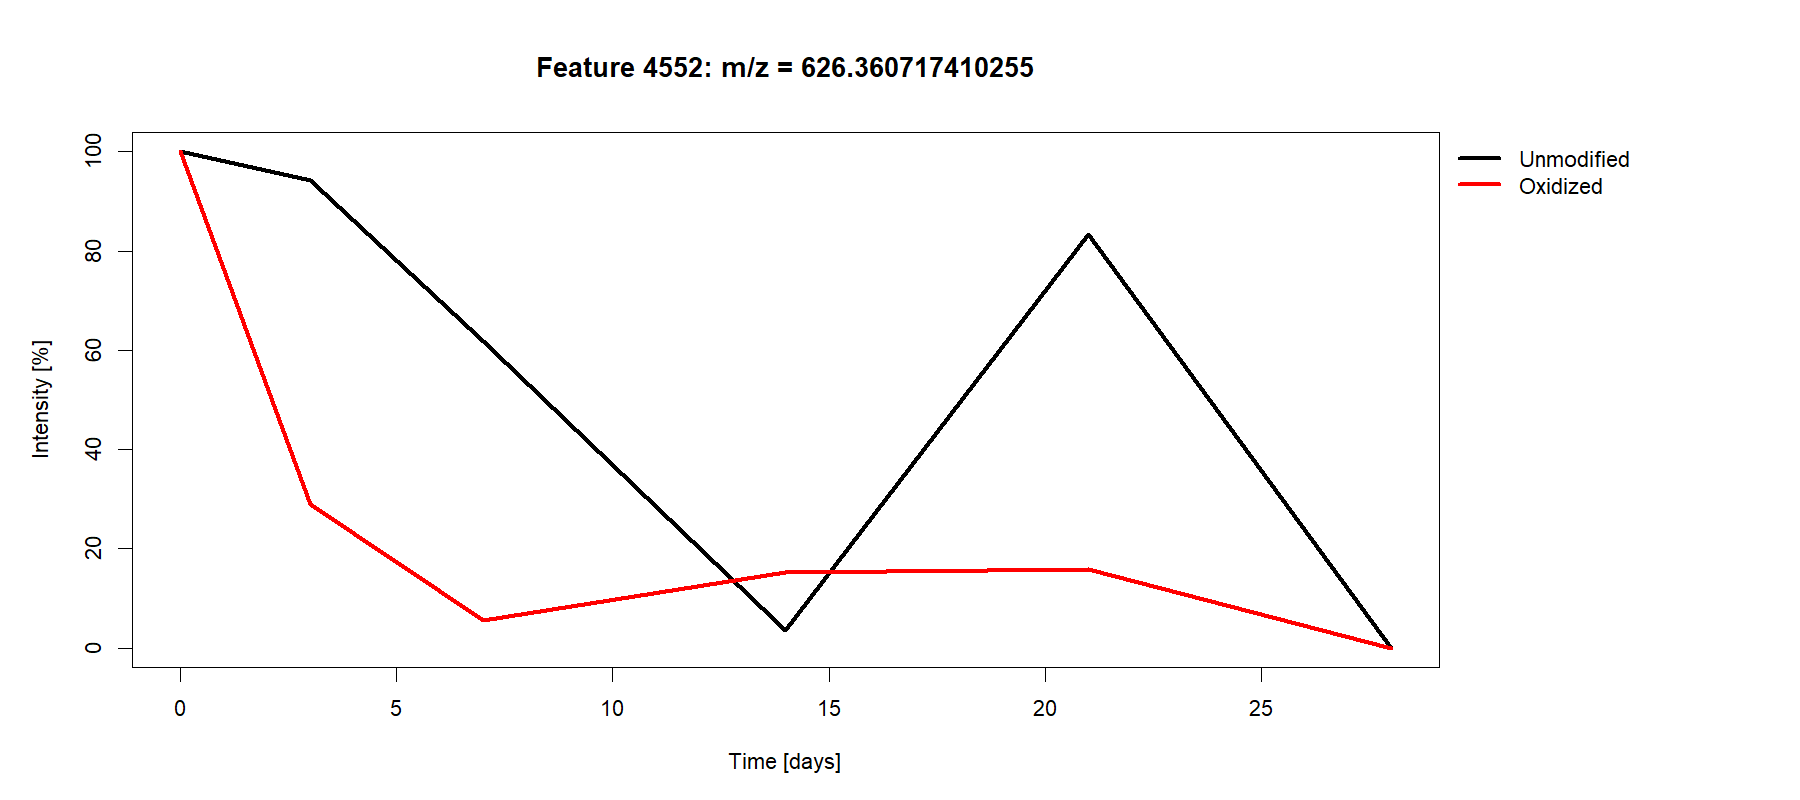 Feature 4552: m/z = 626.360717410255
Unmodified
Oxidized
Intensity [%]
100
80
60
40
20
0
0 5 10 15 20 25
Time [days]